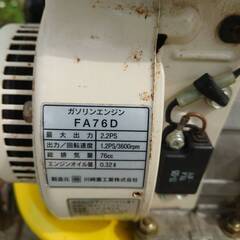 ガソリンエンジン
FA76D
最大出力 2.2PS
出力/回転速度 1.2PS/3600rpm
総排気量 76cc
エンジンオイル量 0.32ℓ
製造元 川崎重工業株式会社